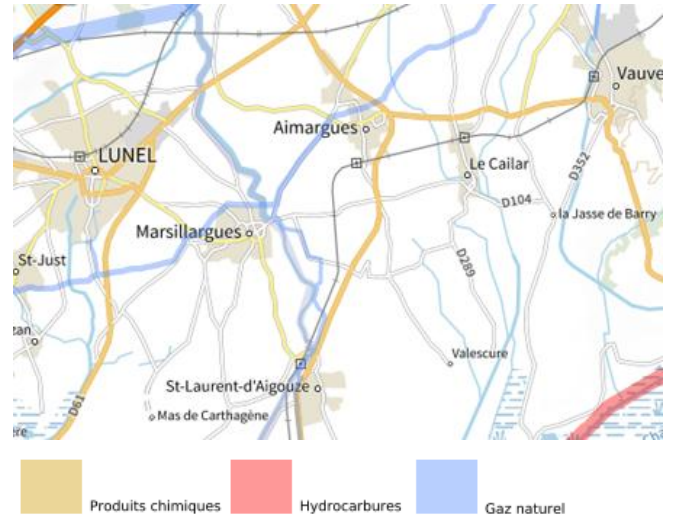 Vauve
Aimargues
LUNEL
Le Cailar
D352
D104
la Jasse de Barry
Marsillargues
St-Just
D289
zan
Valescure
St-Laurent-d'Aigouze
D61
Mas de Carthagène
ère
Produits chimiques
Hydrocarbures
Gaz naturel